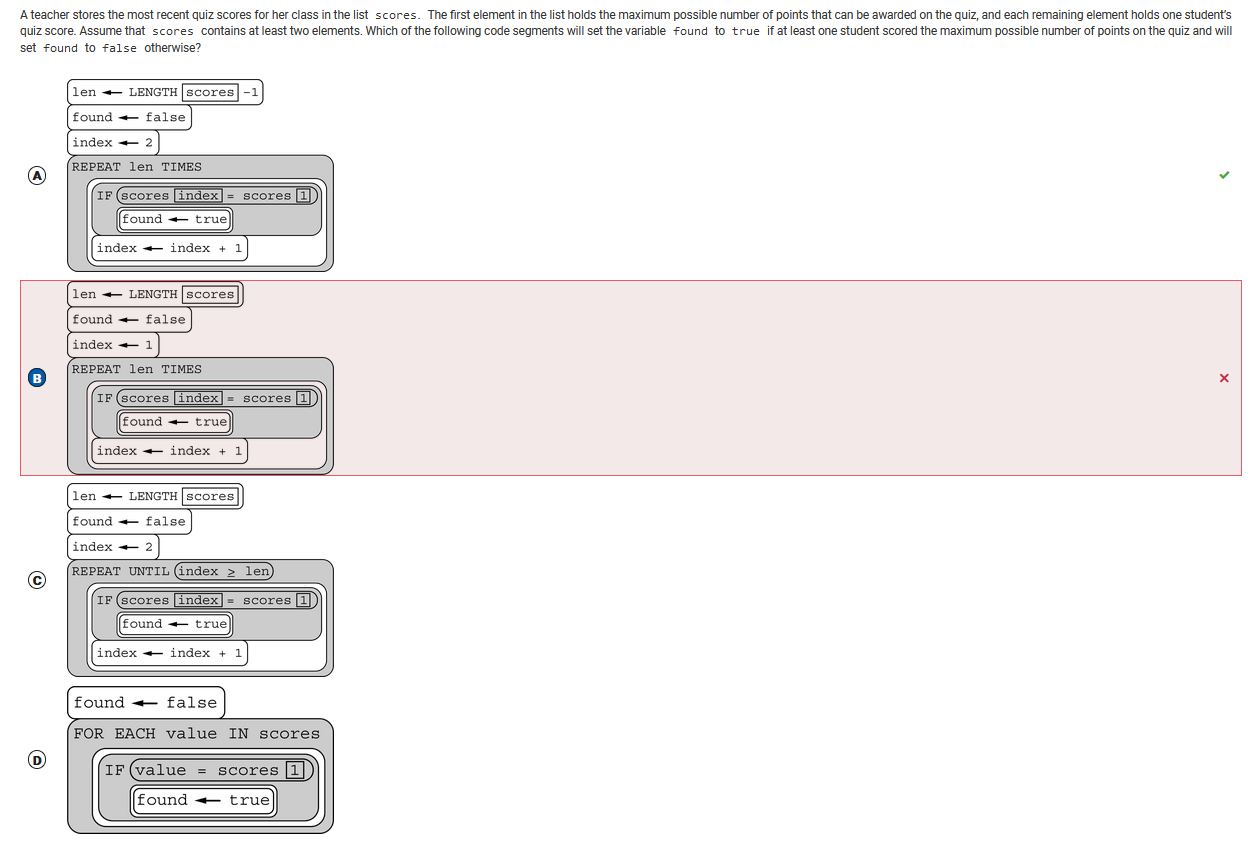 A teacher stores the most recent quiz scores for her class in the list scores. The first element in the list holds the maximum possible number of points that can be awarded on the quiz, and each remaining element holds one student's
quiz score. Assume that scores contains at least two elements. Which of the following code segments will set the variable found to true if at least one student scored the maximum possible number of points on the quiz and will
set found to false otherwise?
A
len ← LENGTH scores -1
found ← false
index ← 2
REPEAT len TIMES
IF scores index = scores 1
found ← true
index ← index + 1
B
len ← LENGTH scores
found ← false
index ← 1
REPEAT len TIMES
IF scores index = scores 1
found ← true
index ← index + 1
C
len ← LENGTH scores
found ← false
index ← 2
REPEAT UNTIL index ≥ len
IF scores index = scores 1
found ← true
index ← index + 1
D
found ← false
FOR EACH value IN scores
IF value = scores 1
found ← true